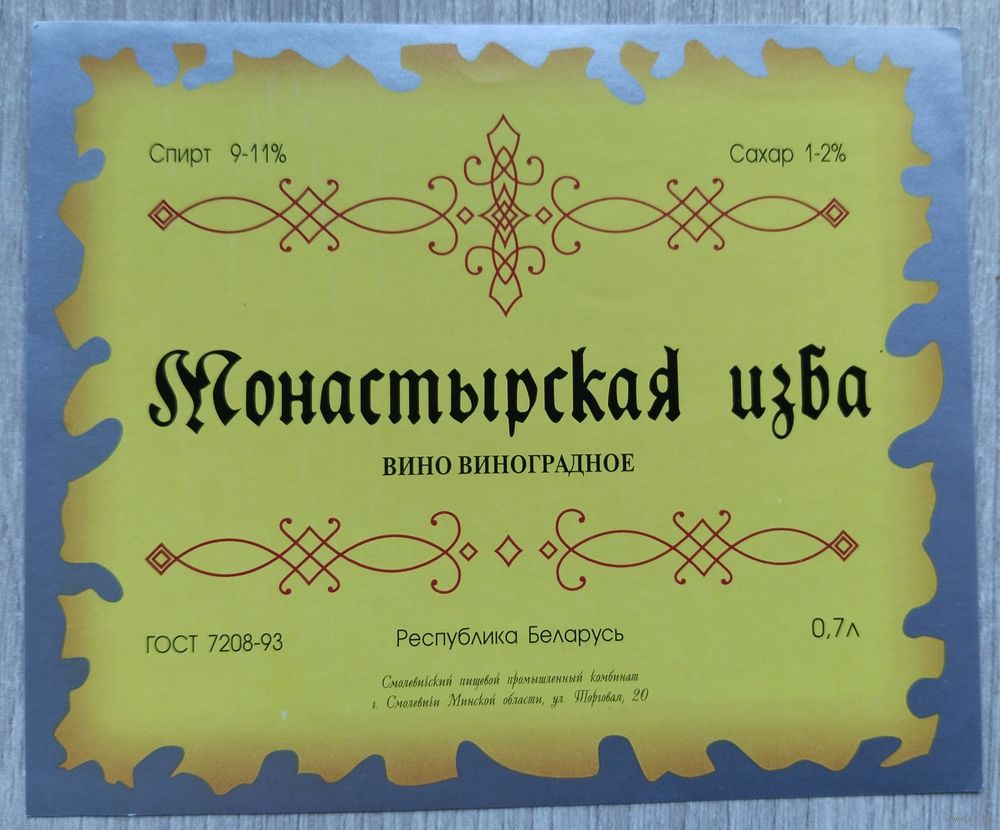 Спирт 9-11%
Сахар 1-2%
Монастырская изба
ВИНО ВИНОГРАДНОЕ
ГОСТ 7208-93
Республика Беларусь
0,7л
Смолевичский пищевой промышленный комбинат
г. Смолевичи Минской области, ул. Торговая, 20